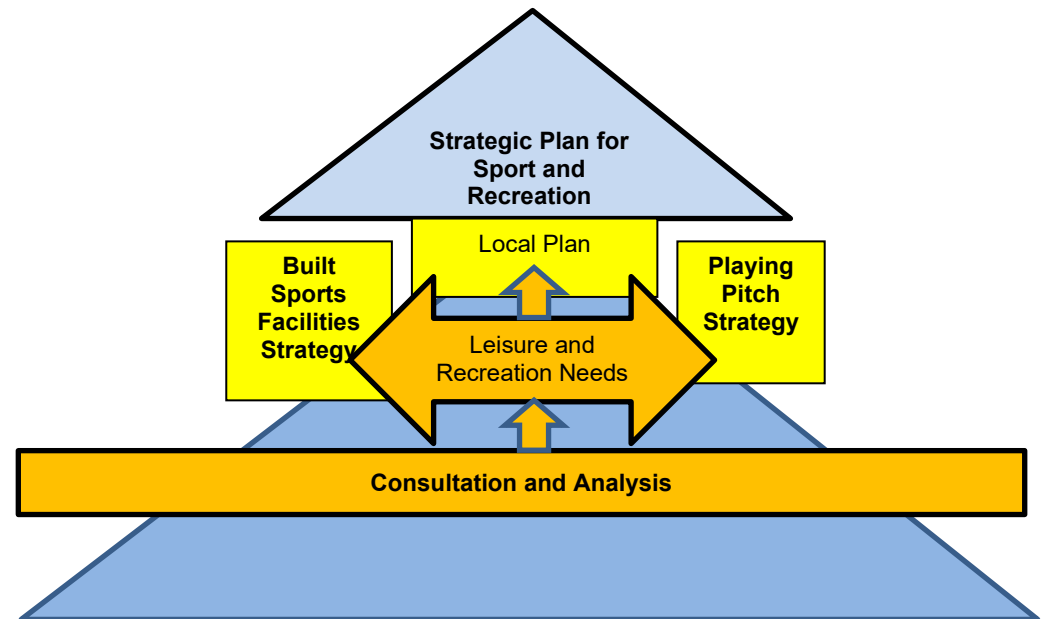 Strategic Plan for
Sport and
Recreation
Local Plan
Built
Sports
Facilities
Strategy
Playing
Pitch
Strategy
Leisure and
Recreation Needs
Consultation and Analysis